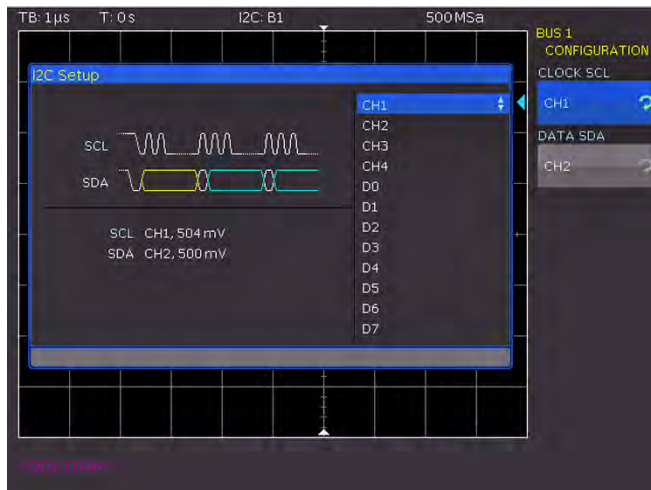 TB: 1µs T: 0 s I2C: B1 500 MSa
BUS 1
CONFIGURATION
I2C Setup
CLOCK SCL
CH1
DATA SDA
CH2
SCL
SDA
SCL CH1, 504 mV
SDA CH2, 500 mV
CH1
CH2
CH3
CH4
D0
D1
D2
D3
D4
D5
D6
D7